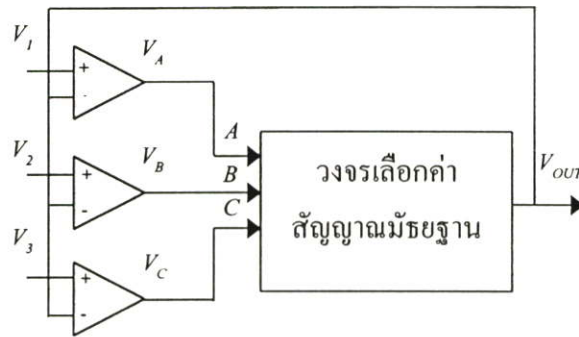 V1
VA
+
-
V2
A
VB
B
+
-
C
V3
VC
+
-
วงจรเลือกค่า
สัญญาณมัธยฐาน
VOUT